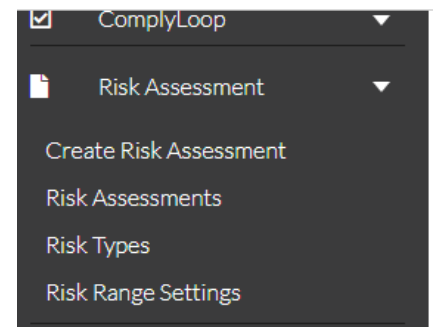 ComplyLoop
Risk Assessment
Create Risk Assessment
Risk Assessments
Risk Types
Risk Range Settings